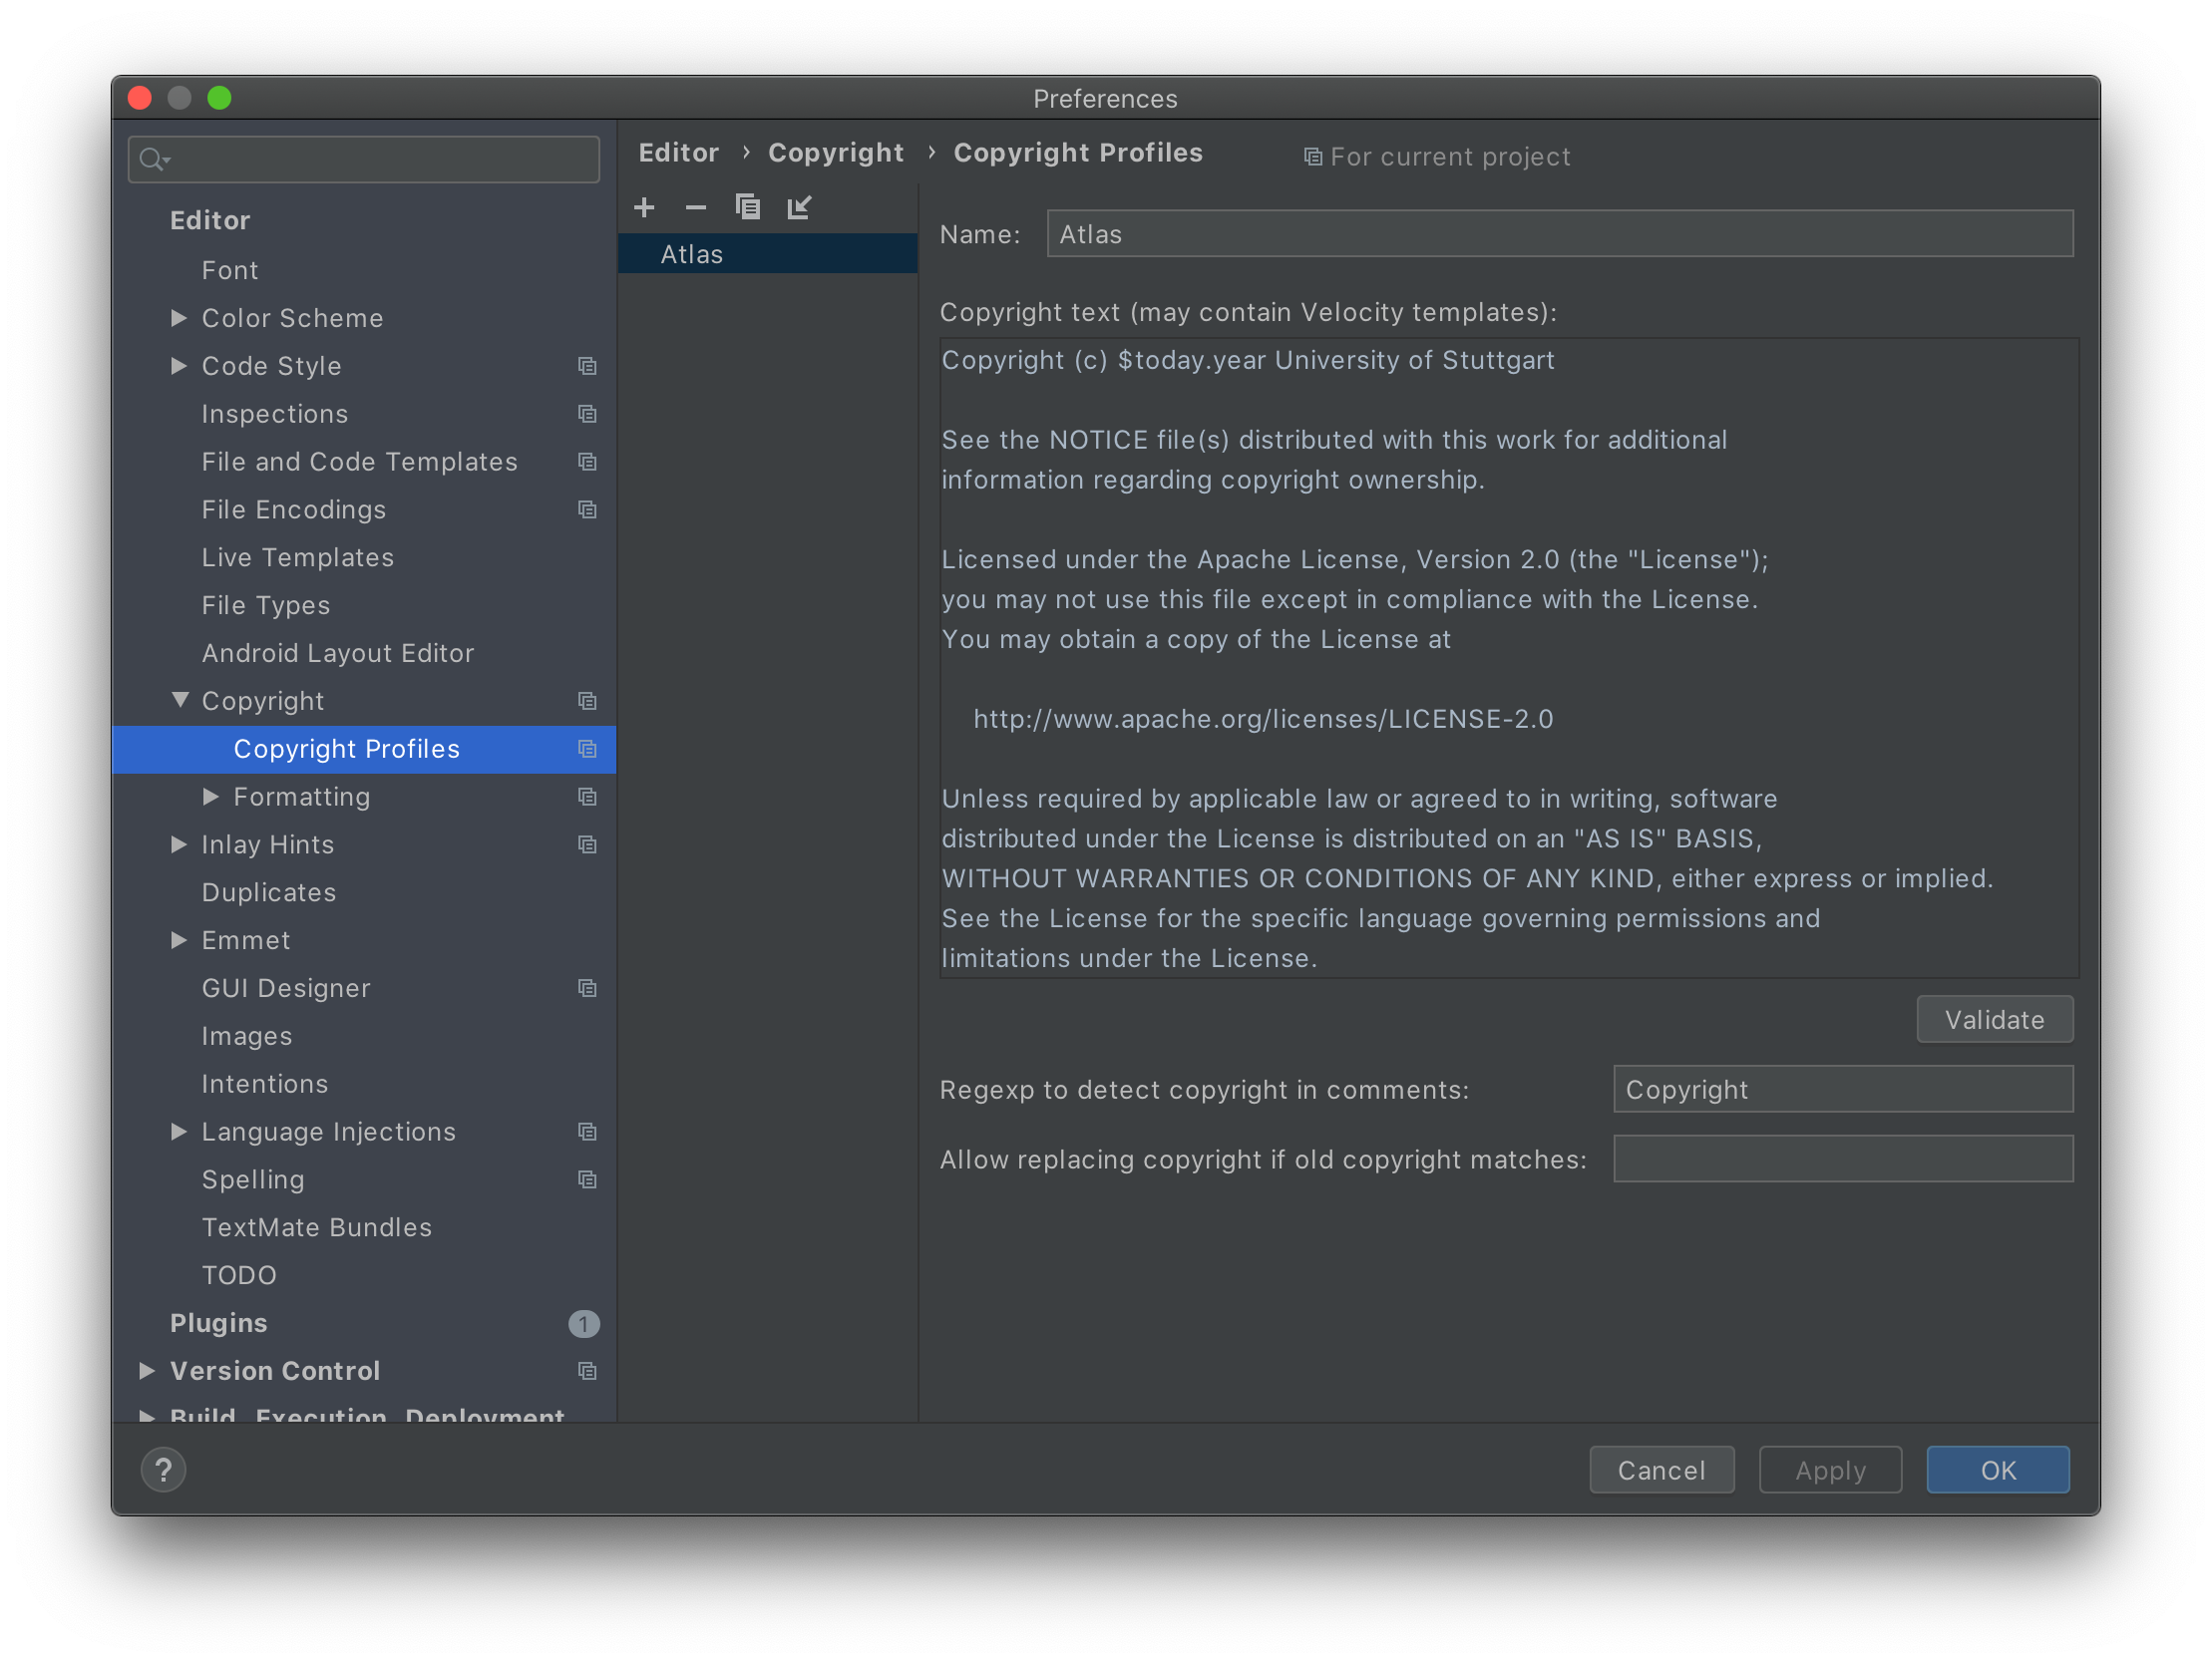 Preferences
Editor
Font
Color Scheme
Code Style
Inspections
File and Code Templates
File Encodings
Live Templates
File Types
Android Layout Editor
Copyright
Copyright Profiles
Formatting
Inlay Hints
Duplicates
Emmet
GUI Designer
Images
Intentions
Language Injections
Spelling
TextMate Bundles
TODO
Plugins 1
Version Control
Build, Execution, Deployment
Editor › Copyright › Copyright Profiles For current project
Atlas
Name: Atlas
Copyright text (may contain Velocity templates):
Copyright (c) $today.year University of Stuttgart
See the NOTICE file(s) distributed with this work for additional
information regarding copyright ownership.
Licensed under the Apache License, Version 2.0 (the "License");
you may not use this file except in compliance with the License.
You may obtain a copy of the License at
http://www.apache.org/licenses/LICENSE-2.0
Unless required by applicable law or agreed to in writing, software
distributed under the License is distributed on an "AS IS" BASIS,
WITHOUT WARRANTIES OR CONDITIONS OF ANY KIND, either express or implied.
See the License for the specific language governing permissions and
limitations under the License.
Validate
Regexp to detect copyright in comments: Copyright
Allow replacing copyright if old copyright matches:
? Cancel Apply OK